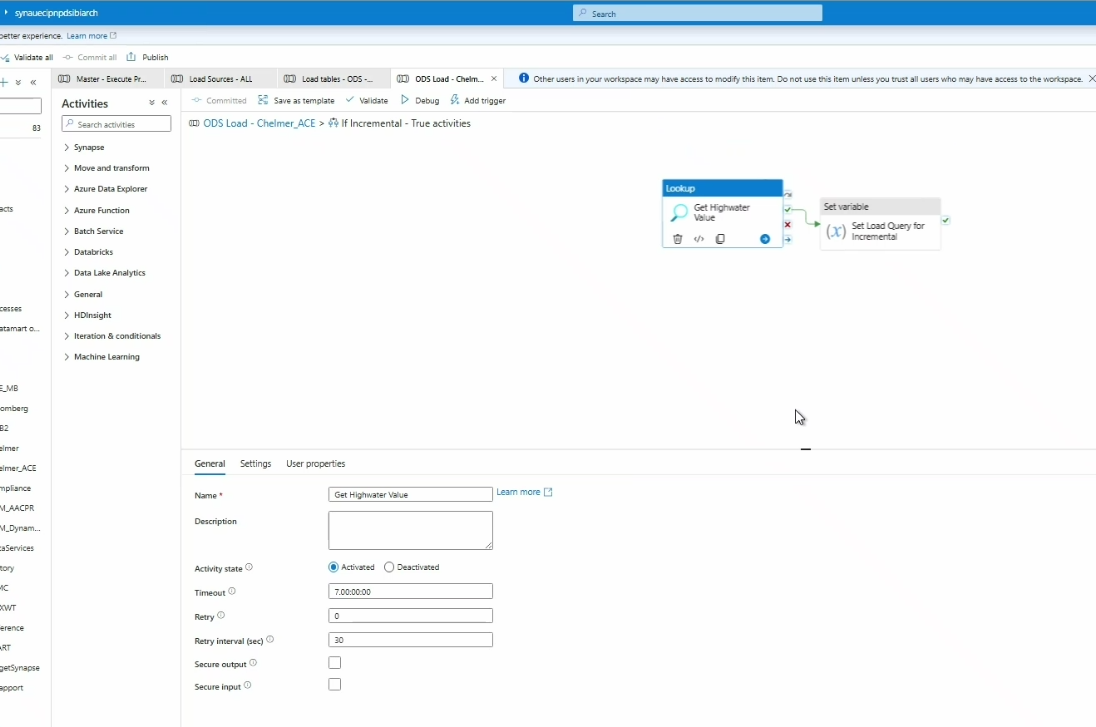 synauecipnpdsibiarch
Search
better experience. Learn more
Validate all Commit all Publish
Master - Execute Pr... Load Sources - ALL Load tables - ODS -... ODS Load - Chelm...
Other users in your workspace may have access to modify this item. Do not use this item unless you trust all users who may have access to the workspace.
Activities
Committed Save as template Validate Debug Add trigger
Search activities
ODS Load - Chelmer_ACE > If Incremental - True activities
83
Synapse
Move and transform
Azure Data Explorer
Azure Function
Batch Service
Databricks
Data Lake Analytics
General
HDInsight
Iteration & conditionals
Machine Learning
acts
cesses
atamart o...
E_MB
omberg
B2
elmer
elmer_ACE
mpliance
M_AACPR
M_Dynam...
taServices
tory
MC
XWT
erence
ART
getSynapse
apport
Lookup
Get Highwater
Value
Set variable
Set Load Query for
Incremental
General Settings User properties
Name * Get Highwater Value Learn more
Description
Activity state Activated Deactivated
Timeout 7.00:00:00
Retry 0
Retry interval (sec) 30
Secure output
Secure input